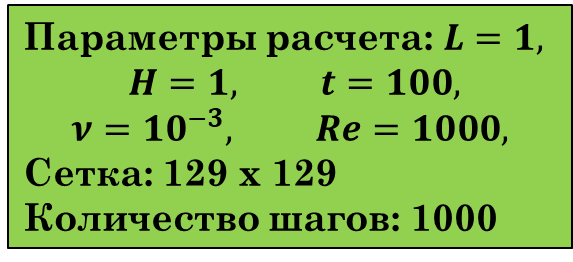 Параметры расчета: L = 1,
H = 1, t = 100,
ν = 10⁻³, Re = 1000,
Сетка: 129 x 129
Количество шагов: 1000